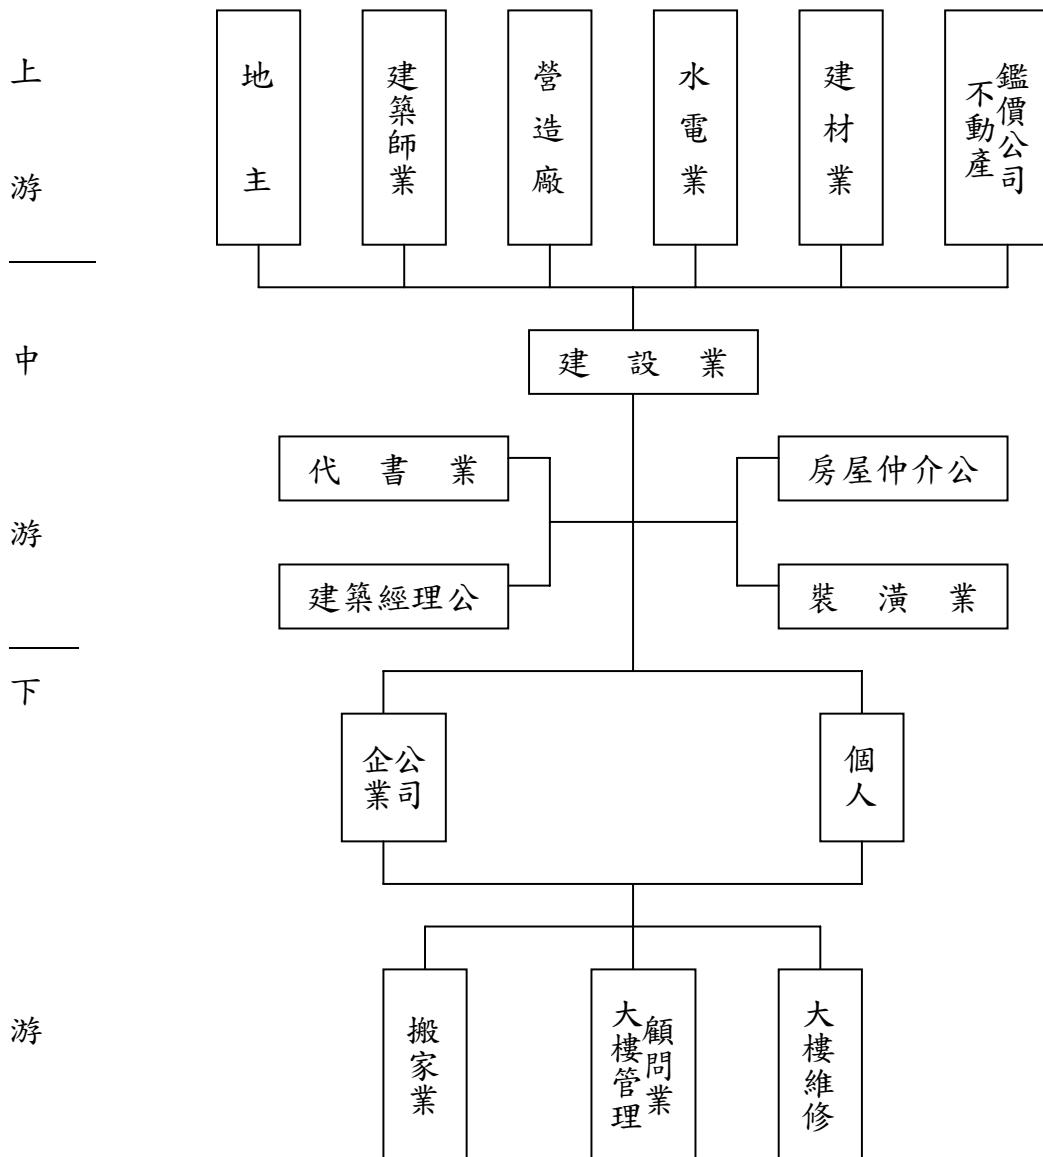 上
游
地主
建築師業
營造廠
水電業
建材業
不動產
鑑價公司
中
游
建設業
代書業
房屋仲介公
建築經理公
裝潢業
下
游
企業
公司
個人
搬家業
大樓管理
顧問業
大樓維修